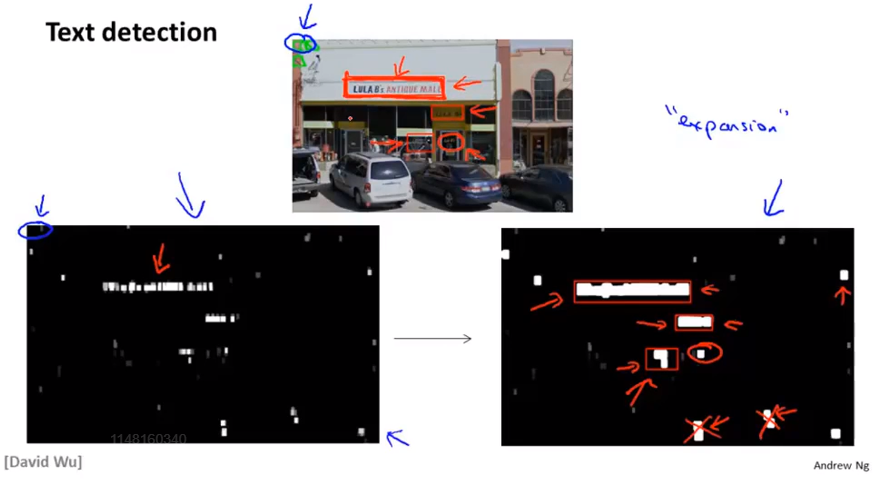 Text detection
LULA B's ANTIQUE MALL
"expansion"
1148160340
[David Wu]
Andrew Ng